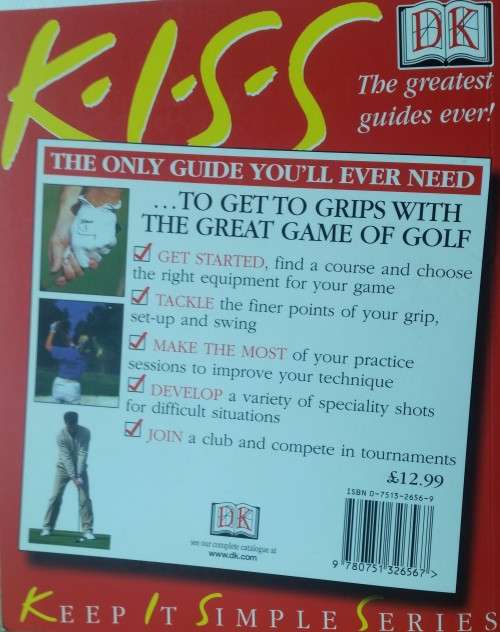 K·I·S·S
DK
The greatest
guides ever!
THE ONLY GUIDE YOU'LL EVER NEED
...TO GET TO GRIPS WITH
THE GREAT GAME OF GOLF
GET STARTED, find a course and choose
the right equipment for your game
TACKLE the finer points of your grip,
set-up and swing
MAKE THE MOST of your practice
sessions to improve your technique
DEVELOP a variety of speciality shots
for difficult situations
JOIN a club and compete in tournaments
£12.99
ISBN 0-7513-2656-9
9 780751 326567 >
DK
see our complete catalogue at
www.dk.com
KEEP IT SIMPLE SERIES